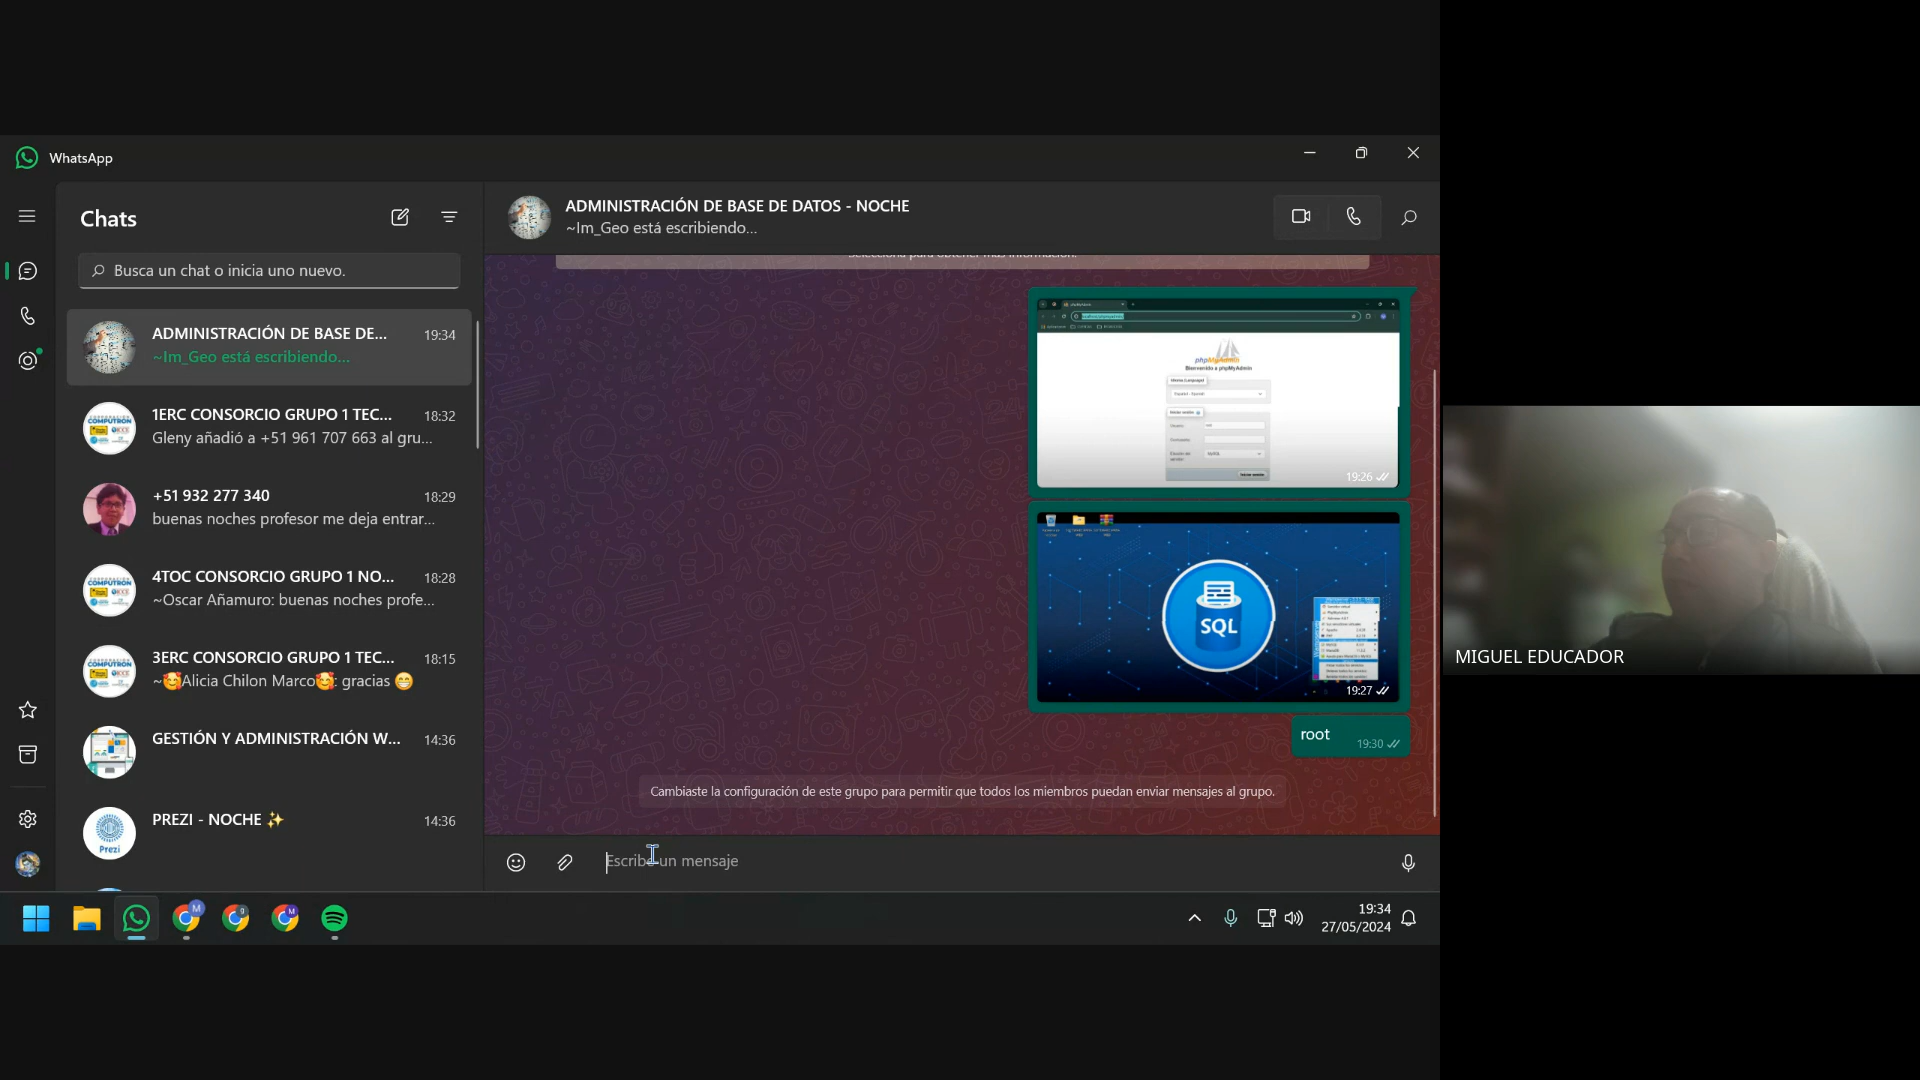 WhatsApp
Chats
Busca un chat o inicia uno nuevo.
ADMINISTRACIÓN DE BASE DE... 19:34
~Im_Geo está escribiendo...
1ERC CONSORCIO GRUPO 1 TEC... 18:32
Gleny añadió a +51 961 707 663 al gru...
+51 932 277 340 18:29
buenas noches profesor me deja entrar...
4TOC CONSORCIO GRUPO 1 NO... 18:28
~Oscar Añamuro: buenas noches profe...
3ERC CONSORCIO GRUPO 1 TEC... 18:15
~🥰Alicia Chilon Marco🥰: gracias 😁
GESTIÓN Y ADMINISTRACIÓN W... 14:36
PREZI - NOCHE ✨ 14:36
Prezi
ADMINISTRACIÓN DE BASE DE DATOS - NOCHE
~Im_Geo está escribiendo...
phpMyAdmin
Bienvenido a phpMyAdmin
19:26
SQL
19:27
root 19:30
Cambiaste la configuración de este grupo para permitir que todos los miembros puedan enviar mensajes al grupo.
Escribe un mensaje
19:34
27/05/2024
MIGUEL EDUCADOR